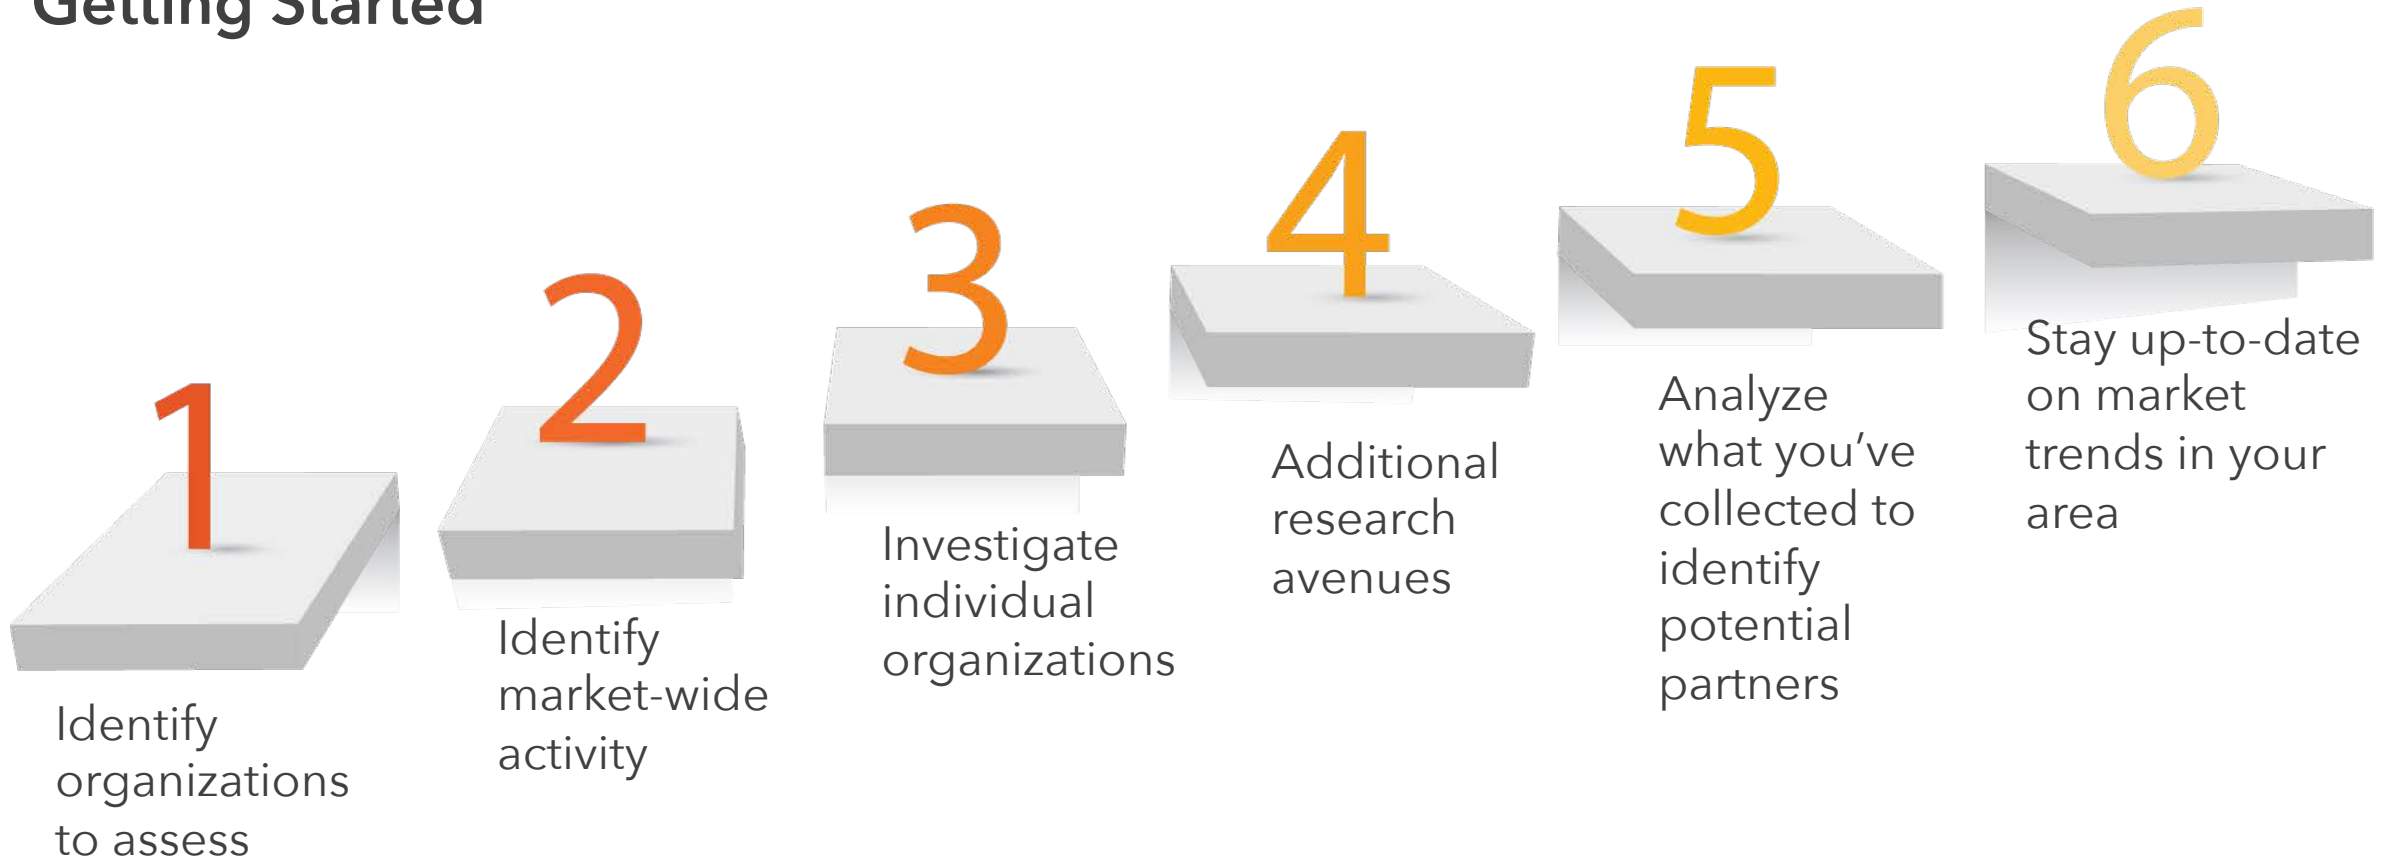 Getting Started
1
Identify
organizations
to assess
2
Identify
market-wide
activity
3
Investigate
individual
organizations
4
Additional
research
avenues
5
Analyze
what you’ve
collected to
identify
potential
partners
6
Stay up-to-date
on market
trends in your
area